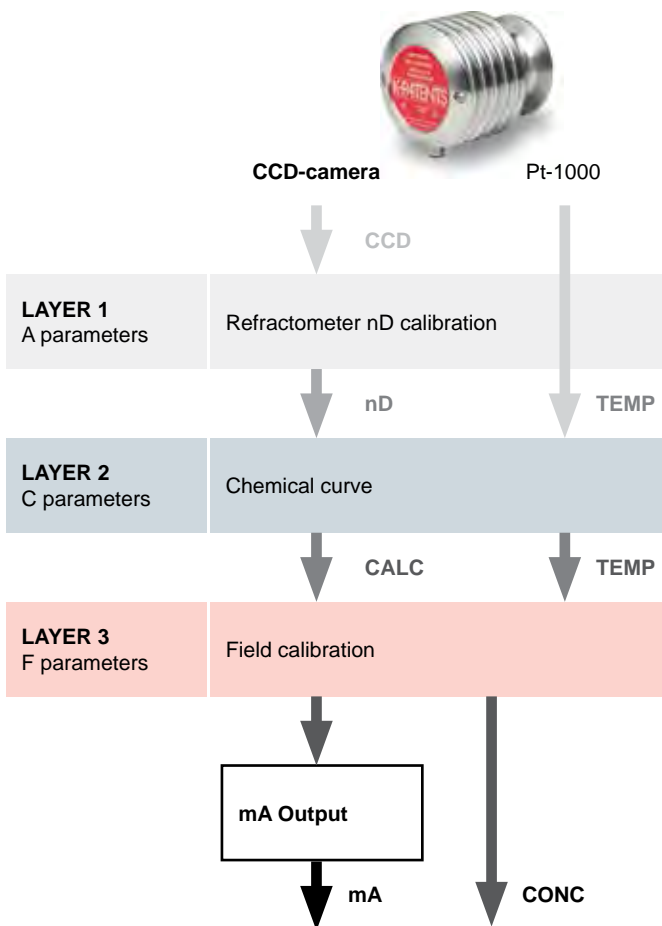 K-PATENTS
CCD-camera
Pt-1000
CCD
LAYER 1
A parameters
Refractometer nD calibration
nD
TEMP
LAYER 2
C parameters
Chemical curve
CALC
TEMP
LAYER 3
F parameters
Field calibration
mA Output
mA
CONC